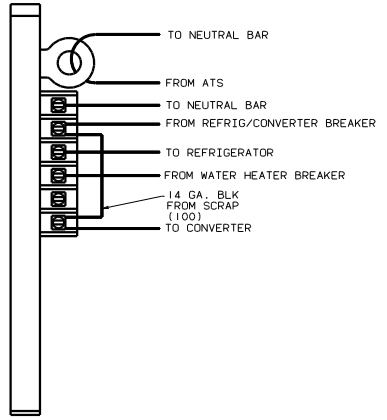 TO NEUTRAL BAR
FROM ATS
TO NEUTRAL BAR
FROM REFRIG/CONVERTER BREAKER
TO REFRIGERATOR
FROM WATER HEATER BREAKER
14 GA. BLK
FROM SCRAP
(100)
TO CONVERTER